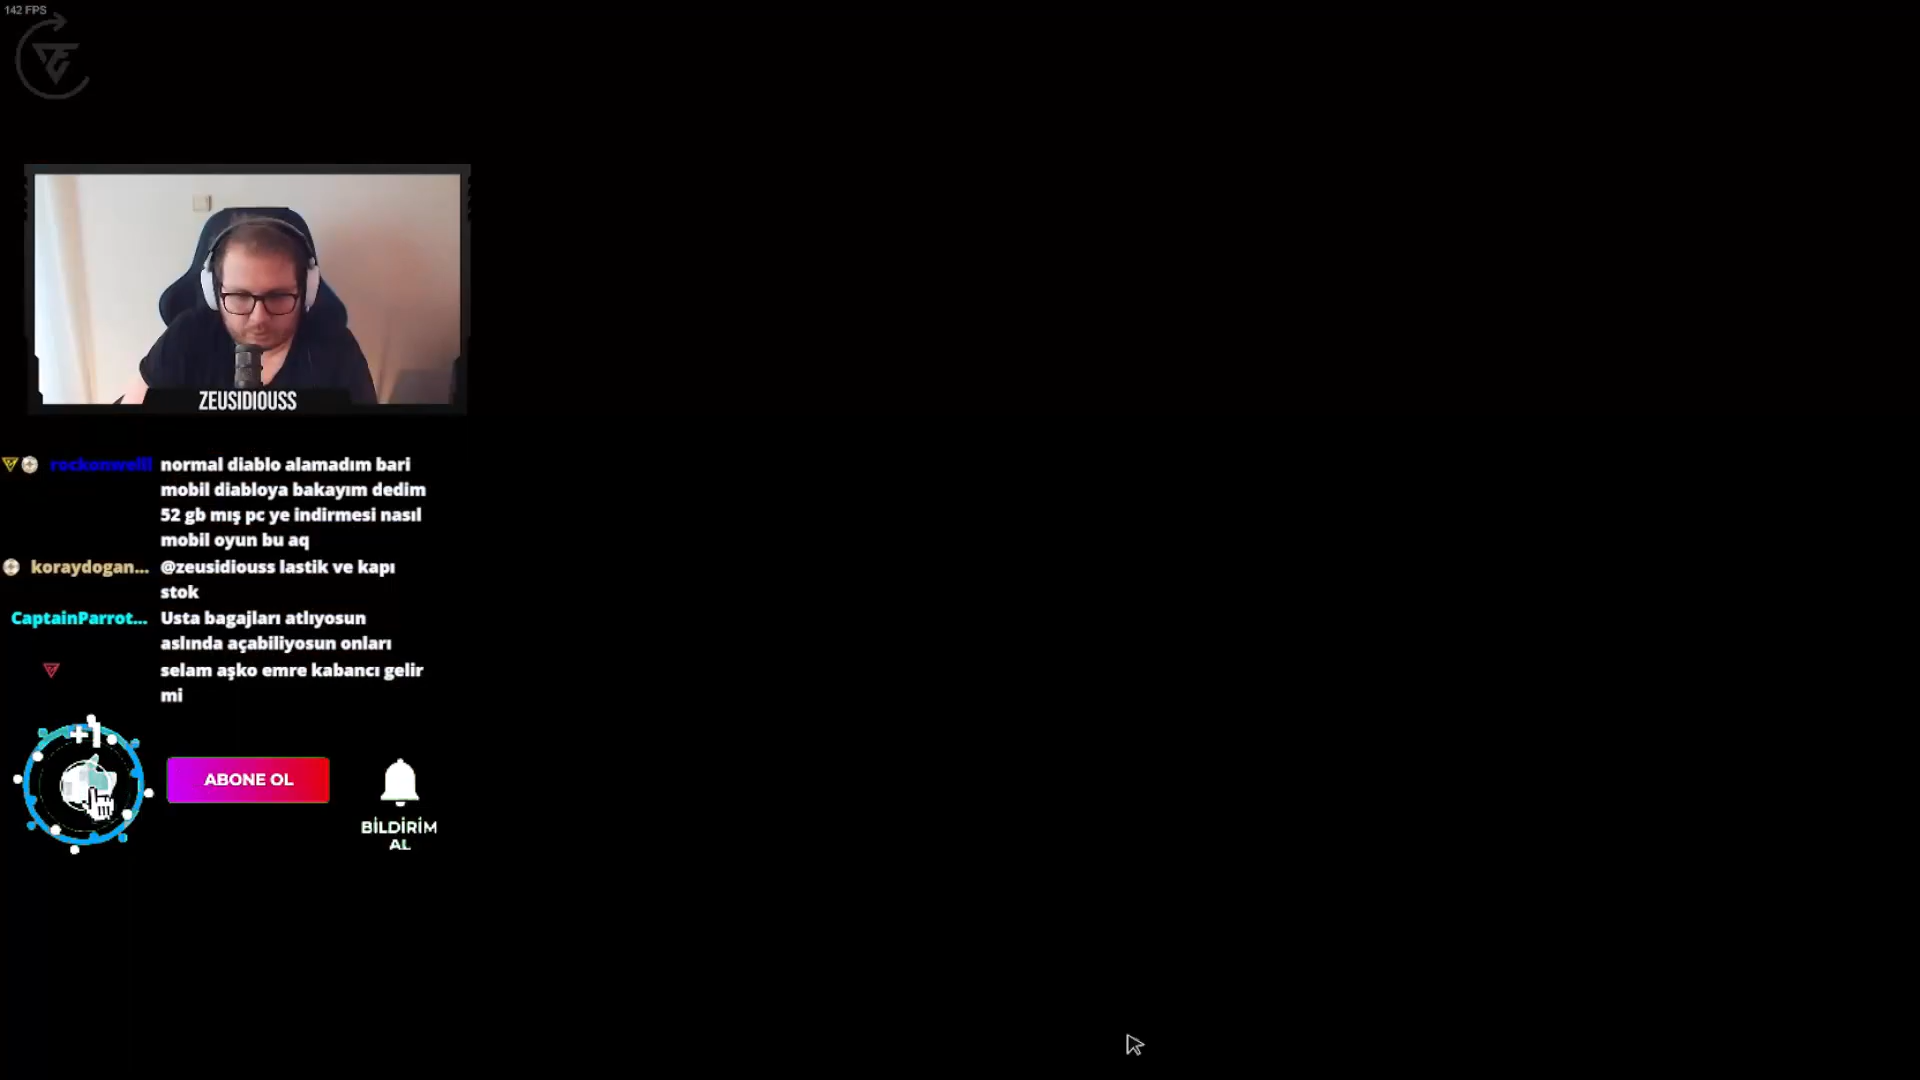 142 FPS
ZEUSIDIOUSS
rockonwelll normal diablo alamadım bari
mobil diabloya bakayım dedim
52 gb mış pc ye indirmesi nasıl
mobil oyun bu aq
koraydogan... @zeusidiouss lastik ve kapı
stok
CaptainParrot... Usta bagajları atlıyosun
aslında açabiliyosun onları
selam aşko emre kabancı gelir
mi
+1
ABONE OL
BİLDİRİM
AL